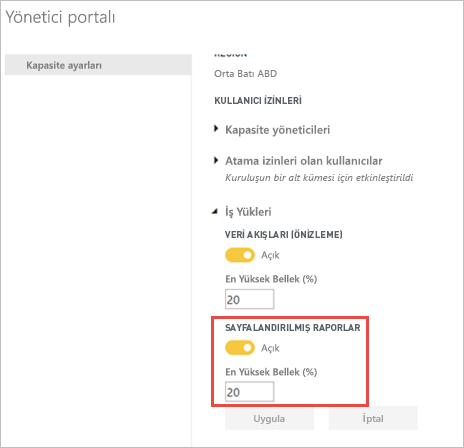 Yönetici portalı
Kapasite ayarları
REGION
Orta Batı ABD
KULLANICI İZİNLERİ
Kapasite yöneticileri
Atama izinleri olan kullanıcılar
Kuruluşun bir alt kümesi için etkinleştirildi
İş Yükleri
VERİ AKIŞLARI (ÖNİZLEME)
Açık
En Yüksek Bellek (%)
20
SAYFALANDIRILMIŞ RAPORLAR
Açık
En Yüksek Bellek (%)
20
Uygula İptal